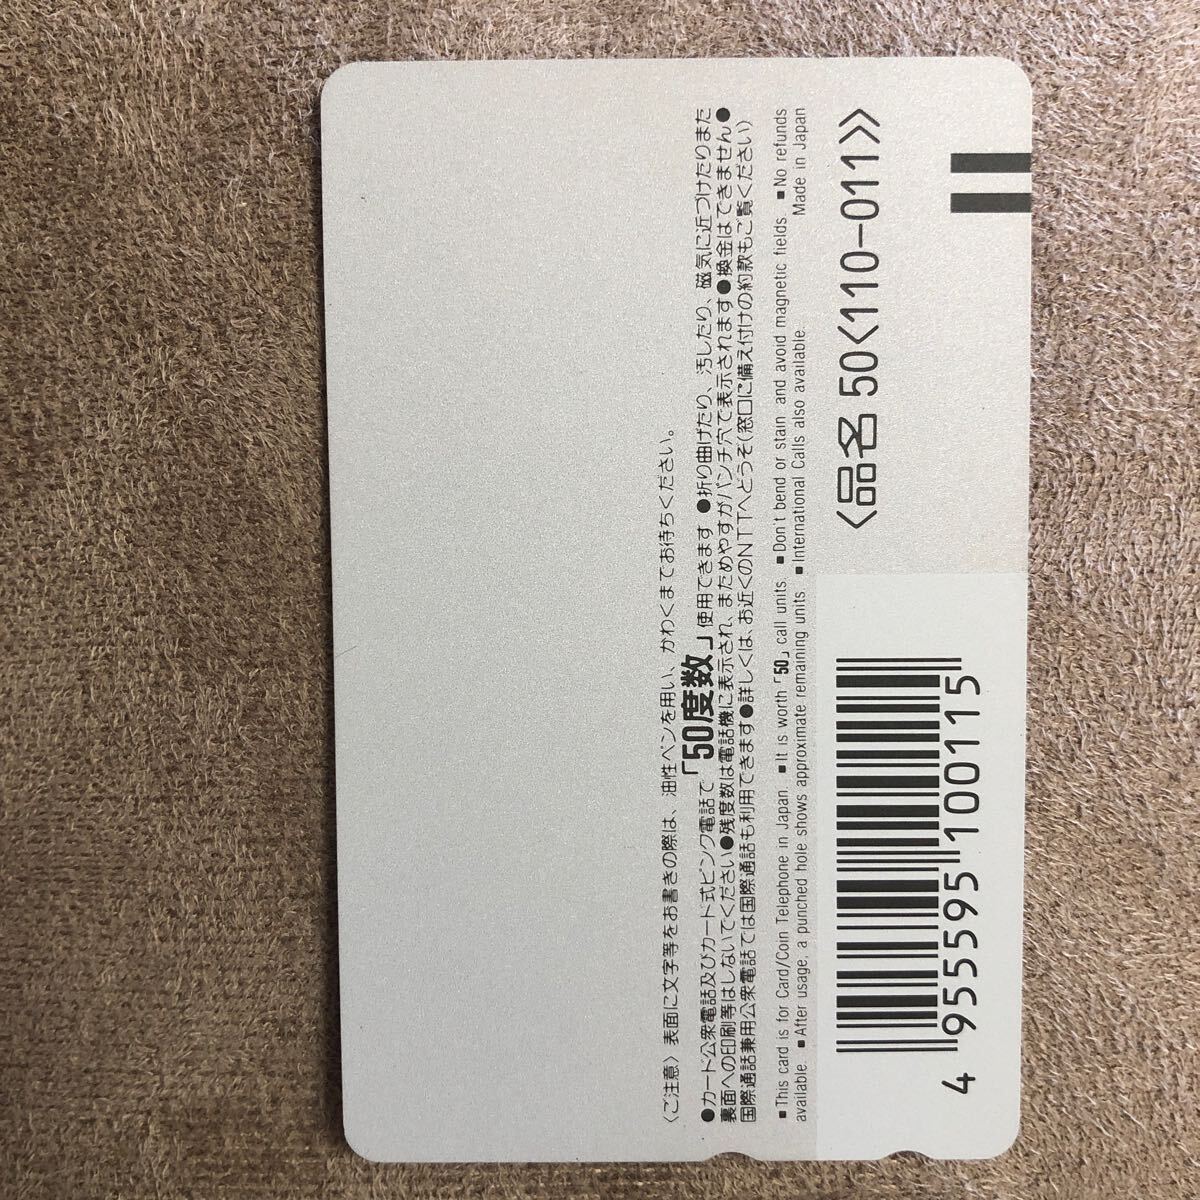 〈ご注意〉表面に文字等をお書きの際は、油性ペンを用い、かわくまでお待ちください。
●カード公衆電話及びカード式ピンク電話で「50度数」使用できます ●折り曲げたり、汚したり、磁気に近づけたりまた
裏面への印刷等はしないでください●残度数は電話機に表示され、まためやすがパンチ穴で表示されます●換金はできません●
国際通話兼用公衆電話では国際通話も利用できます●詳しくは、お近くのNTTへどうぞ(窓口に備え付けの約款もご覧ください)
■This card is for Card/Coin Telephone in Japan. ■It is worth「50」call units. ■Don't bend or stain and avoid magnetic fields. ■No refunds
available. ■After usage, a punched hole shows approximate remaining units ■International Calls also available. Made in Japan
〈品名 50〈110-011〉〉
4 955595 100115